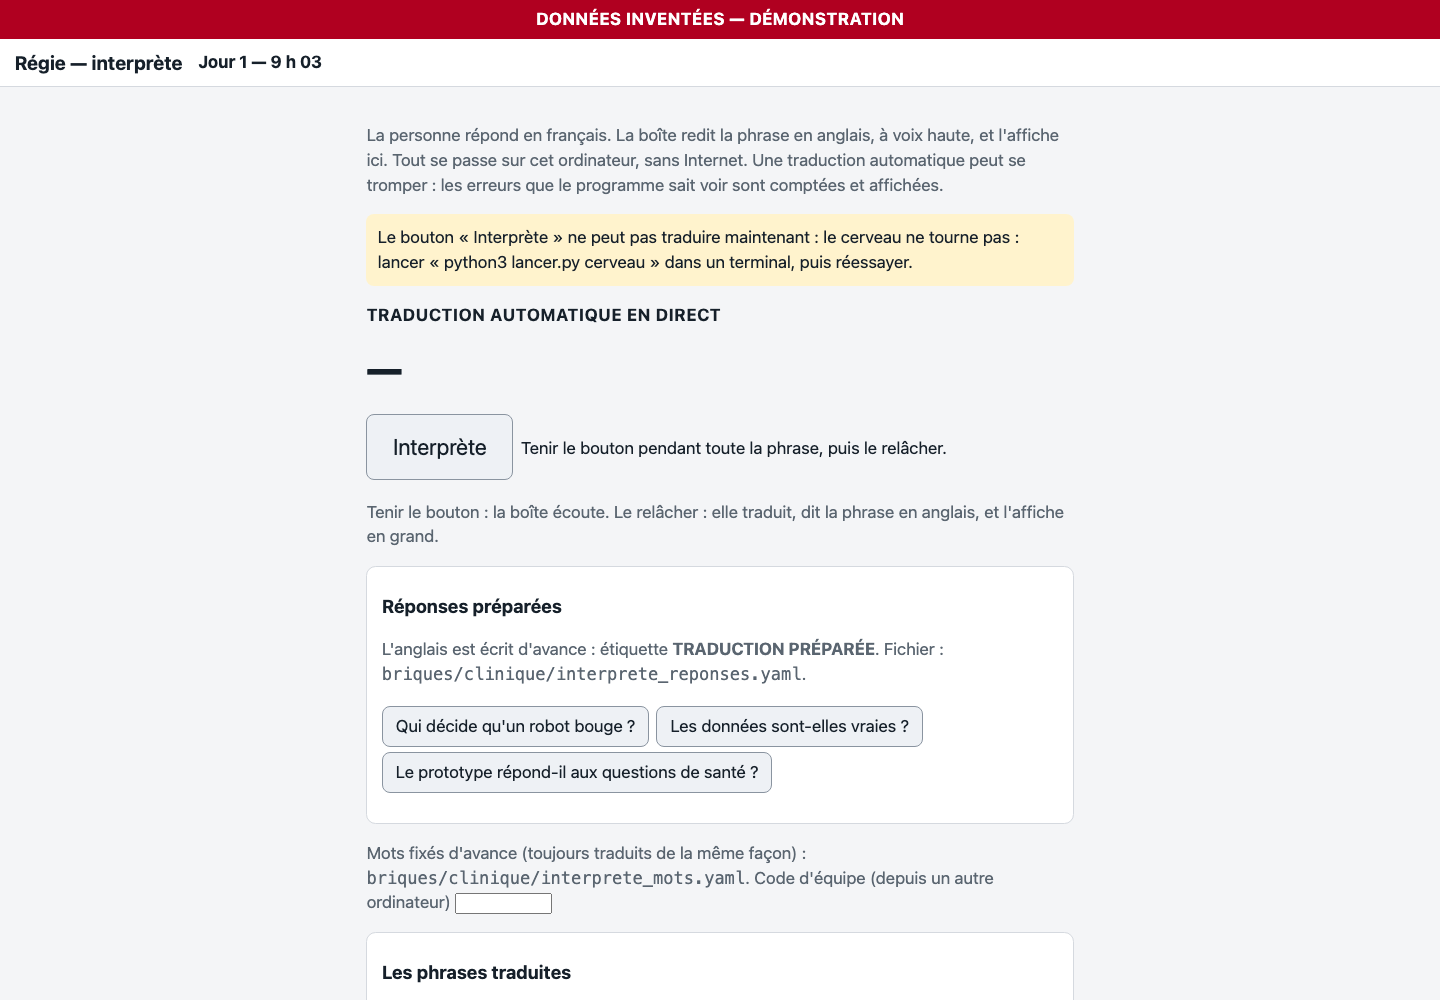 DONNÉES INVENTÉES — DÉMONSTRATION
Régie — interprète Jour 1 — 9 h 03
La personne répond en français. La boîte redit la phrase en anglais, à voix haute, et l'affiche
ici. Tout se passe sur cet ordinateur, sans Internet. Une traduction automatique peut se
tromper : les erreurs que le programme sait voir sont comptées et affichées.
Le bouton « Interprète » ne peut pas traduire maintenant : le cerveau ne tourne pas :
lancer « python3 lancer.py cerveau » dans un terminal, puis réessayer.
TRADUCTION AUTOMATIQUE EN DIRECT
—
Interprète Tenir le bouton pendant toute la phrase, puis le relâcher.
Tenir le bouton : la boîte écoute. Le relâcher : elle traduit, dit la phrase en anglais, et l'affiche
en grand.
Réponses préparées
L'anglais est écrit d'avance : étiquette TRADUCTION PRÉPARÉE. Fichier :
briques/clinique/interprete_reponses.yaml.
Qui décide qu'un robot bouge ? Les données sont-elles vraies ?
Le prototype répond-il aux questions de santé ?
Mots fixés d'avance (toujours traduits de la même façon) :
briques/clinique/interprete_mots.yaml. Code d'équipe (depuis un autre
ordinateur)
Les phrases traduites